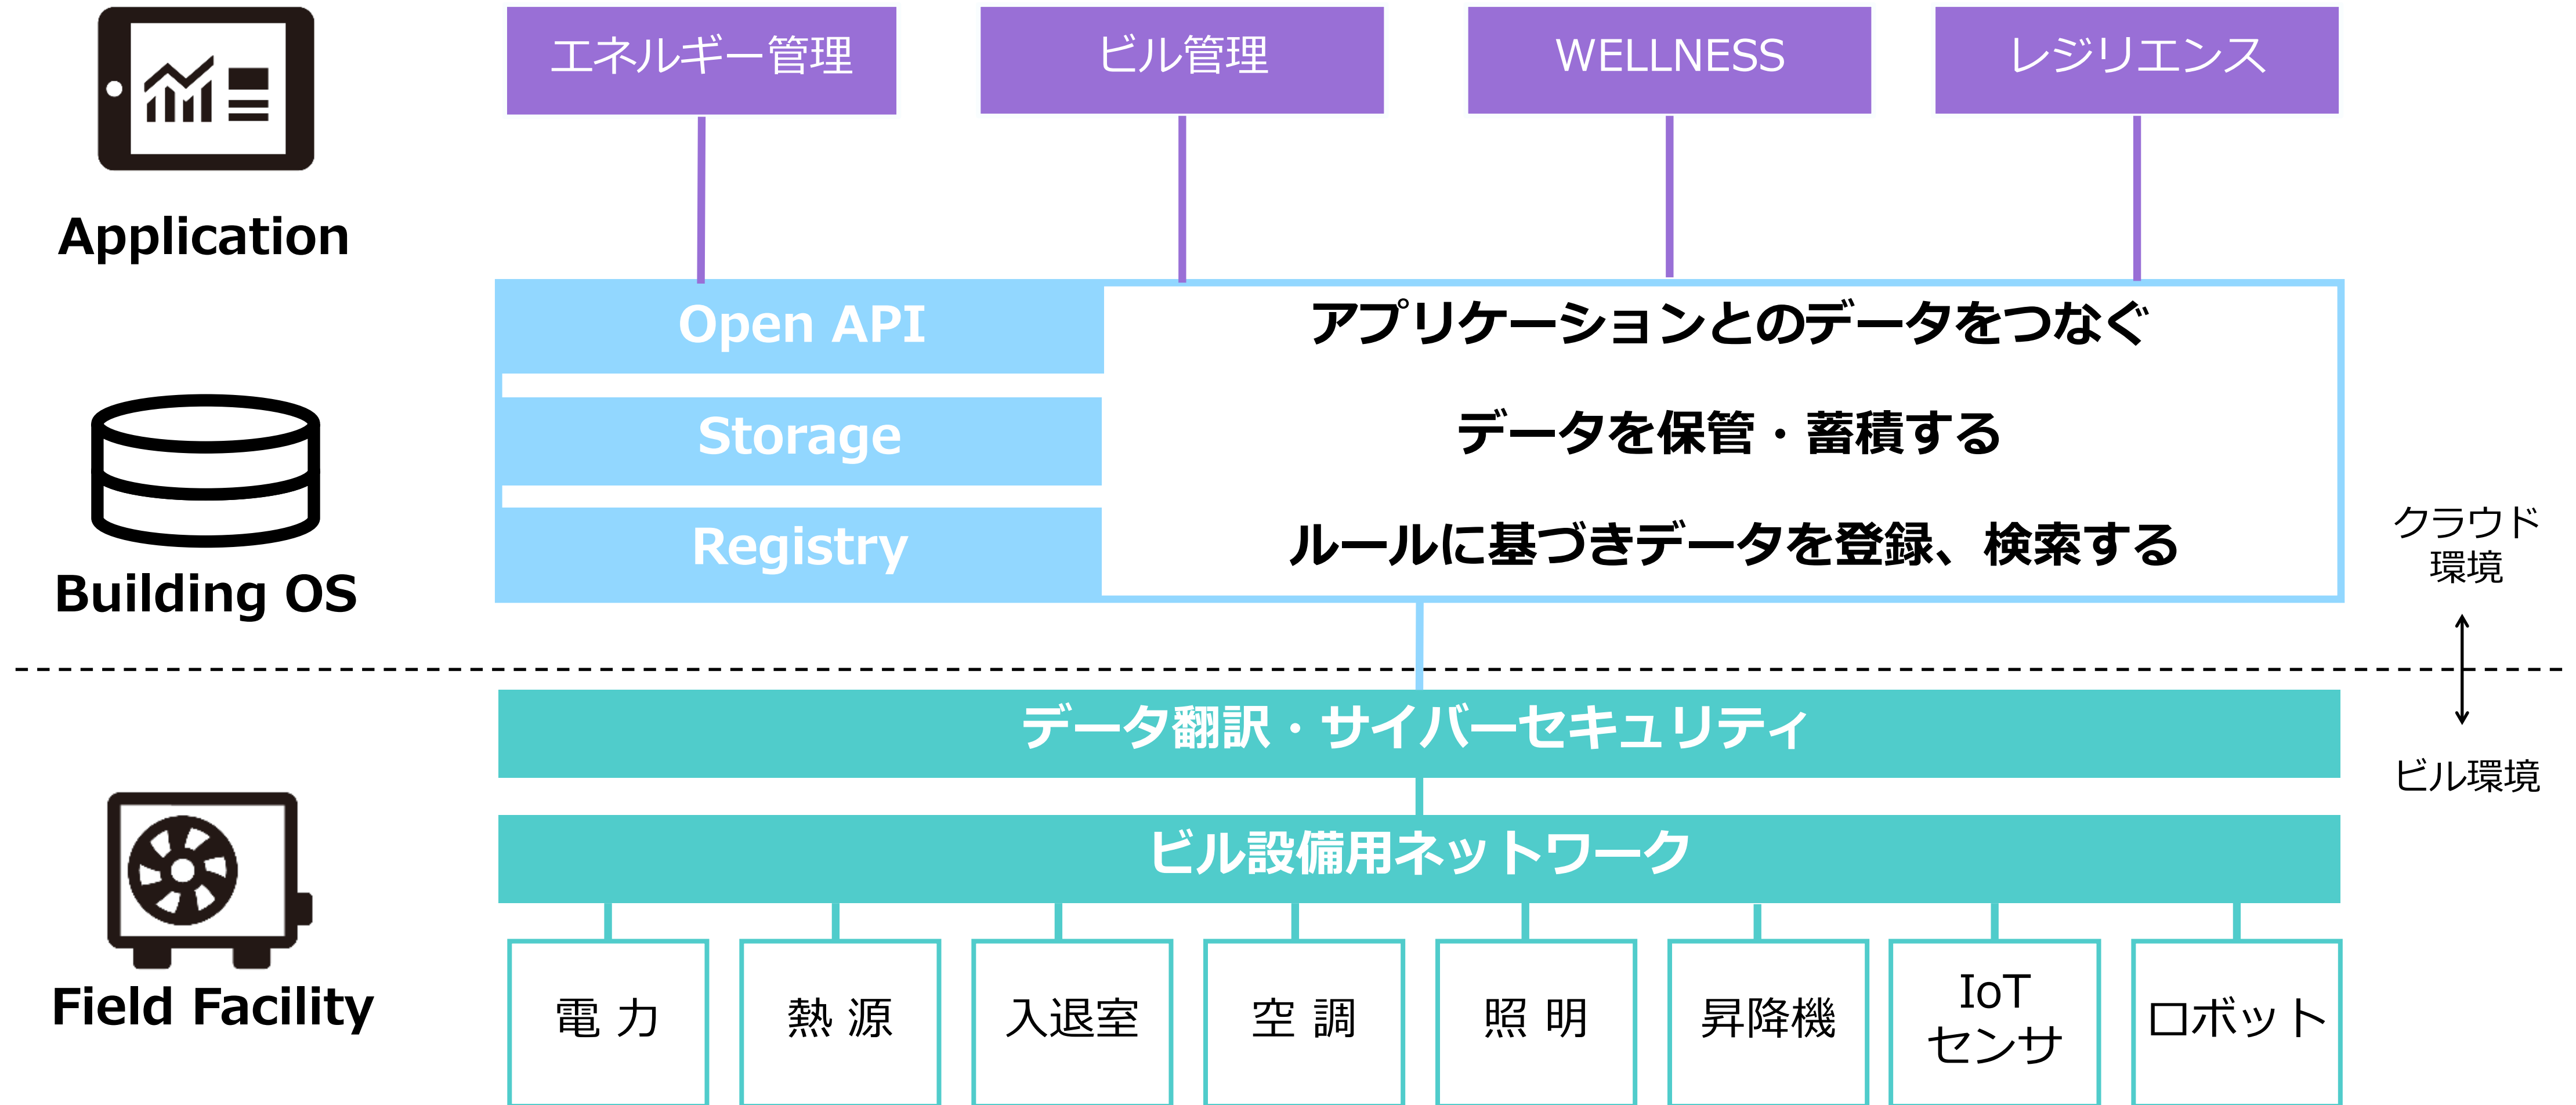 エネルギー管理
ビル管理
WELLNESS
レジリエンス
Application
Open API
アプリケーションとのデータをつなぐ
Storage
データを保管・蓄積する
Registry
ルールに基づきデータを登録、検索する
Building OS
クラウド
環境
データ翻訳・サイバーセキュリティ
ビル環境
ビル設備用ネットワーク
Field Facility
電 力
熱 源
入退室
空 調
照 明
昇降機
IoT
センサ
ロボット